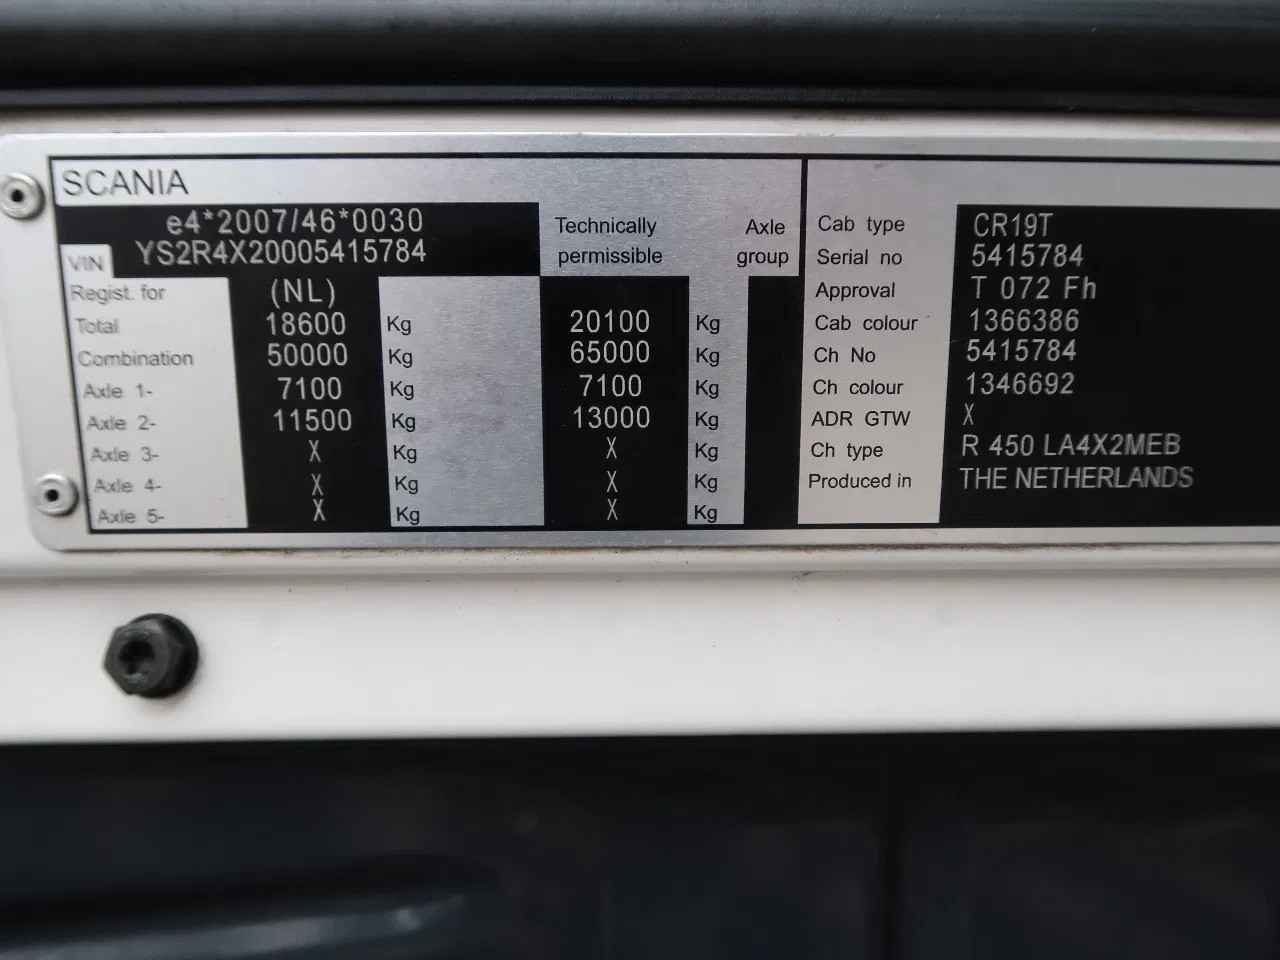 SCANIA
e4*2007/46*0030
VIN YS2R4X20005415784
Technically permissible
Axle group
Regist. for (NL)
Total 18600 Kg 20100 Kg
Combination 50000 Kg 65000 Kg
Axle 1- 7100 Kg 7100 Kg
Axle 2- 11500 Kg 13000 Kg
Axle 3- X Kg X Kg
Axle 4- X Kg X Kg
Axle 5- X Kg X Kg
Cab type CR19T
Serial no 5415784
Approval T 072 Fh
Cab colour 1366386
Ch No 5415784
Ch colour 1346692
ADR GTW X
Ch type R 450 LA4X2MEB
Produced in THE NETHERLANDS